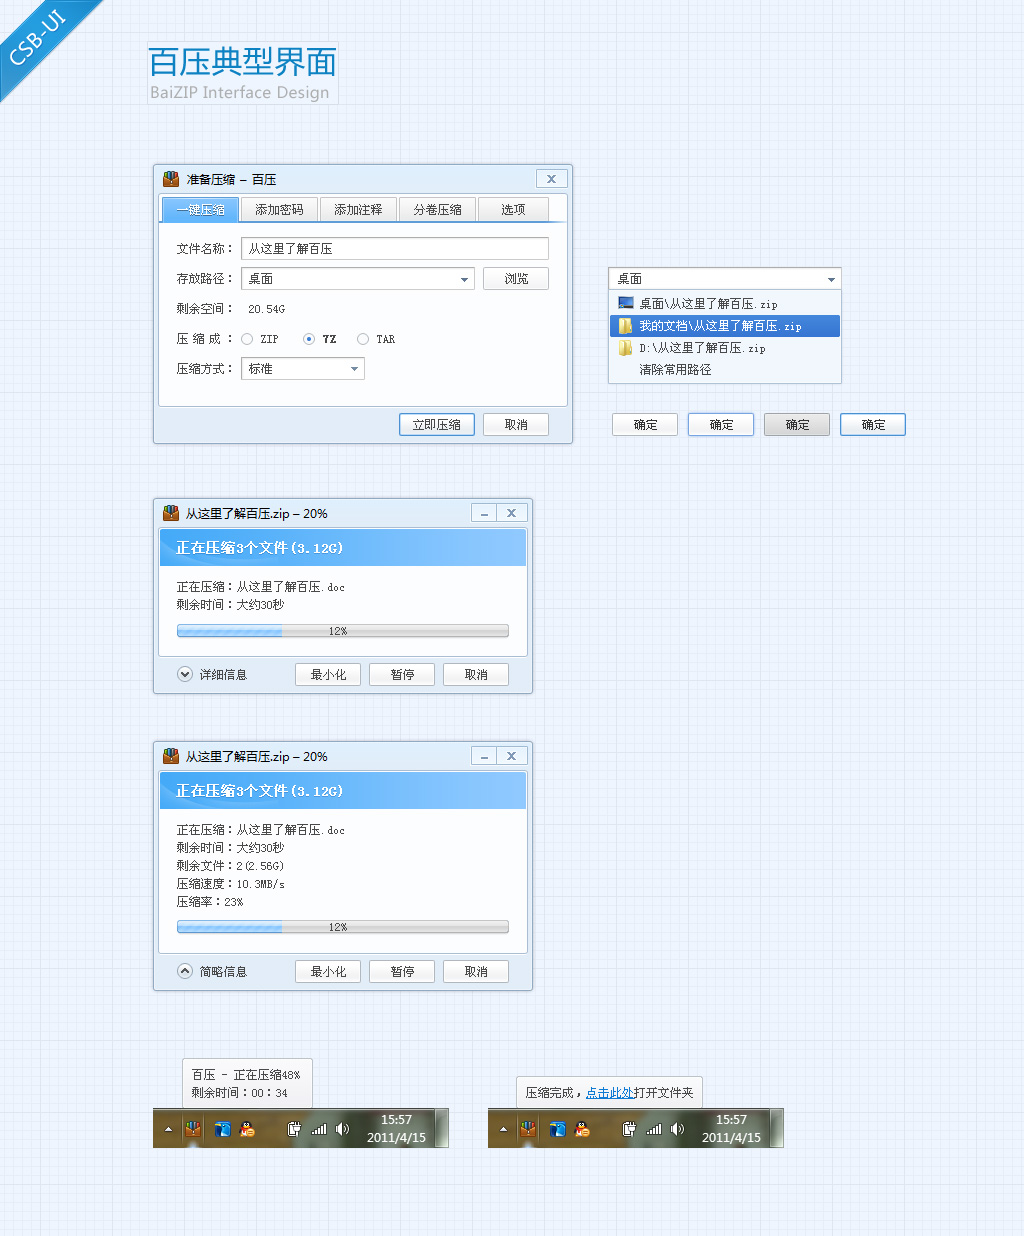 CSB-UI
百压典型界面
BaiZIP Interface Design
准备压缩 – 百压
一键压缩 添加密码 添加注释 分卷压缩 选项
文件名称： 从这里了解百压
存放路径： 桌面 浏览
剩余空间： 20.54G
压 缩 成 ： ZIP 7Z TAR
压缩方式： 标准
立即压缩 取消
桌面
桌面\从这里了解百压.zip
我的文档\从这里了解百压.zip
D:\从这里了解百压.zip
清除常用路径
确定 确定 确定 确定
从这里了解百压.zip – 20%
正在压缩3个文件(3.12G)
正在压缩：从这里了解百压.doc
剩余时间：大约30秒
12%
详细信息 最小化 暂停 取消
从这里了解百压.zip – 20%
正在压缩3个文件(3.12G)
正在压缩：从这里了解百压.doc
剩余时间：大约30秒
剩余文件：2(2.56G)
压缩速度：10.3MB/s
压缩率：23%
12%
简略信息 最小化 暂停 取消
百压 - 正在压缩48%
剩余时间：00：34
15:57
2011/4/15
压缩完成，点击此处打开文件夹
15:57
2011/4/15